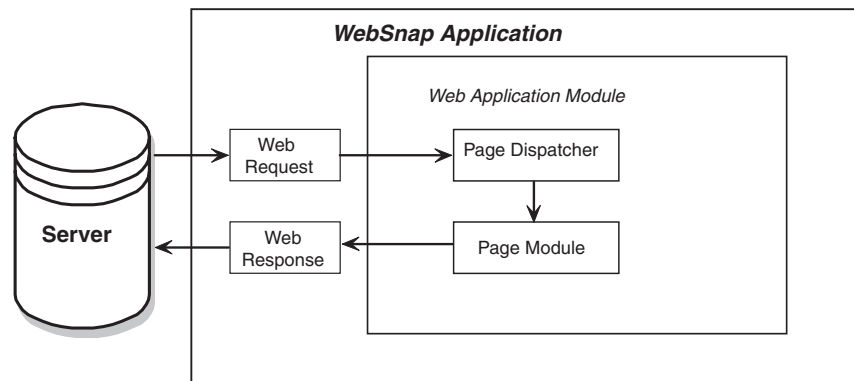 WebSnap Application
Web Application Module
Web
Request
Page Dispatcher
Server
Web
Response
Page Module